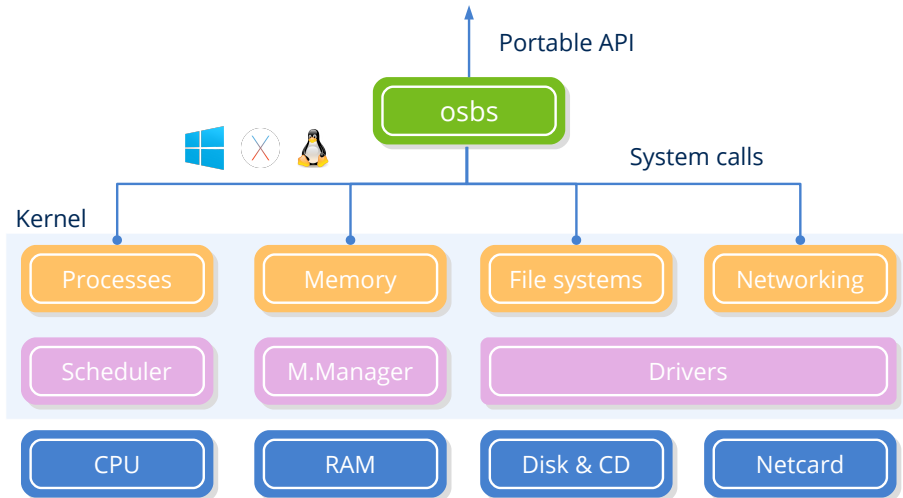 Portable API
osbs
System calls
Kernel
Processes
Memory
File systems
Networking
Scheduler
M.Manager
Drivers
CPU
RAM
Disk & CD
Netcard